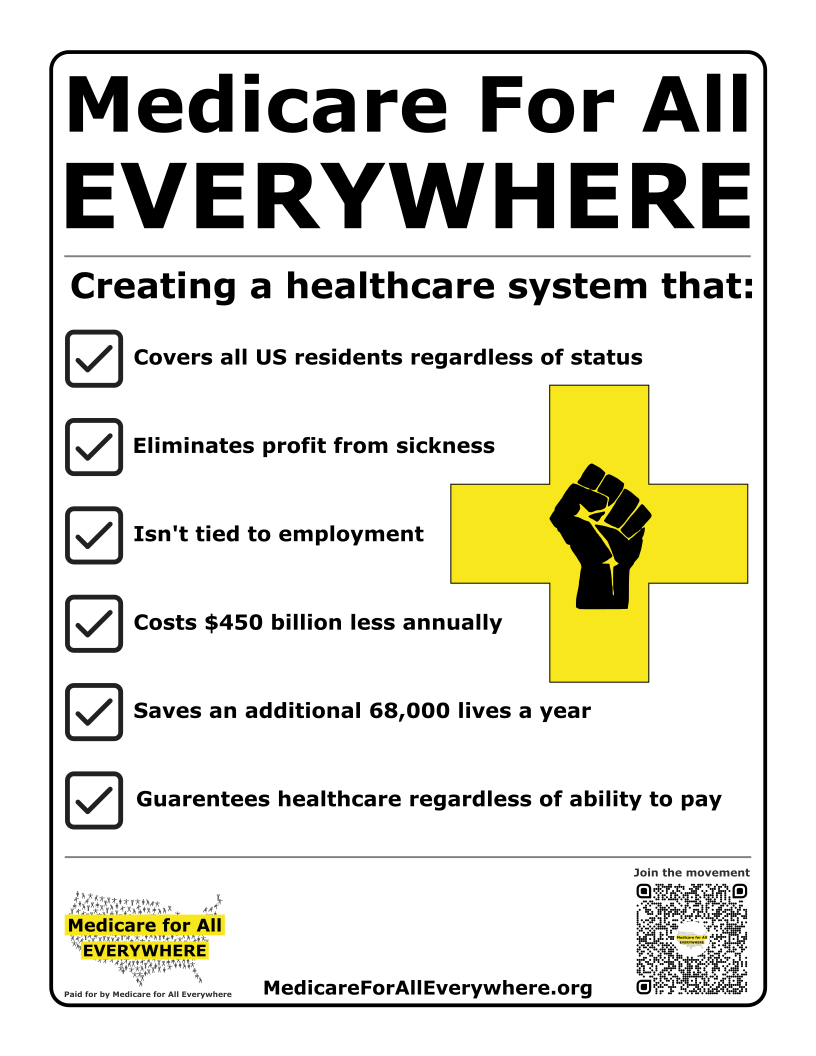 Medicare For All
EVERYWHERE
Creating a healthcare system that:
Covers all US residents regardless of status
Eliminates profit from sickness
Isn't tied to employment
Costs $450 billion less annually
Saves an additional 68,000 lives a year
Guarentees healthcare regardless of ability to pay
Join the movement
Medicare for All
EVERYWHERE
Medicare for All
EVERYWHERE
Paid for by Medicare for All Everywhere
MedicareForAllEverywhere.org